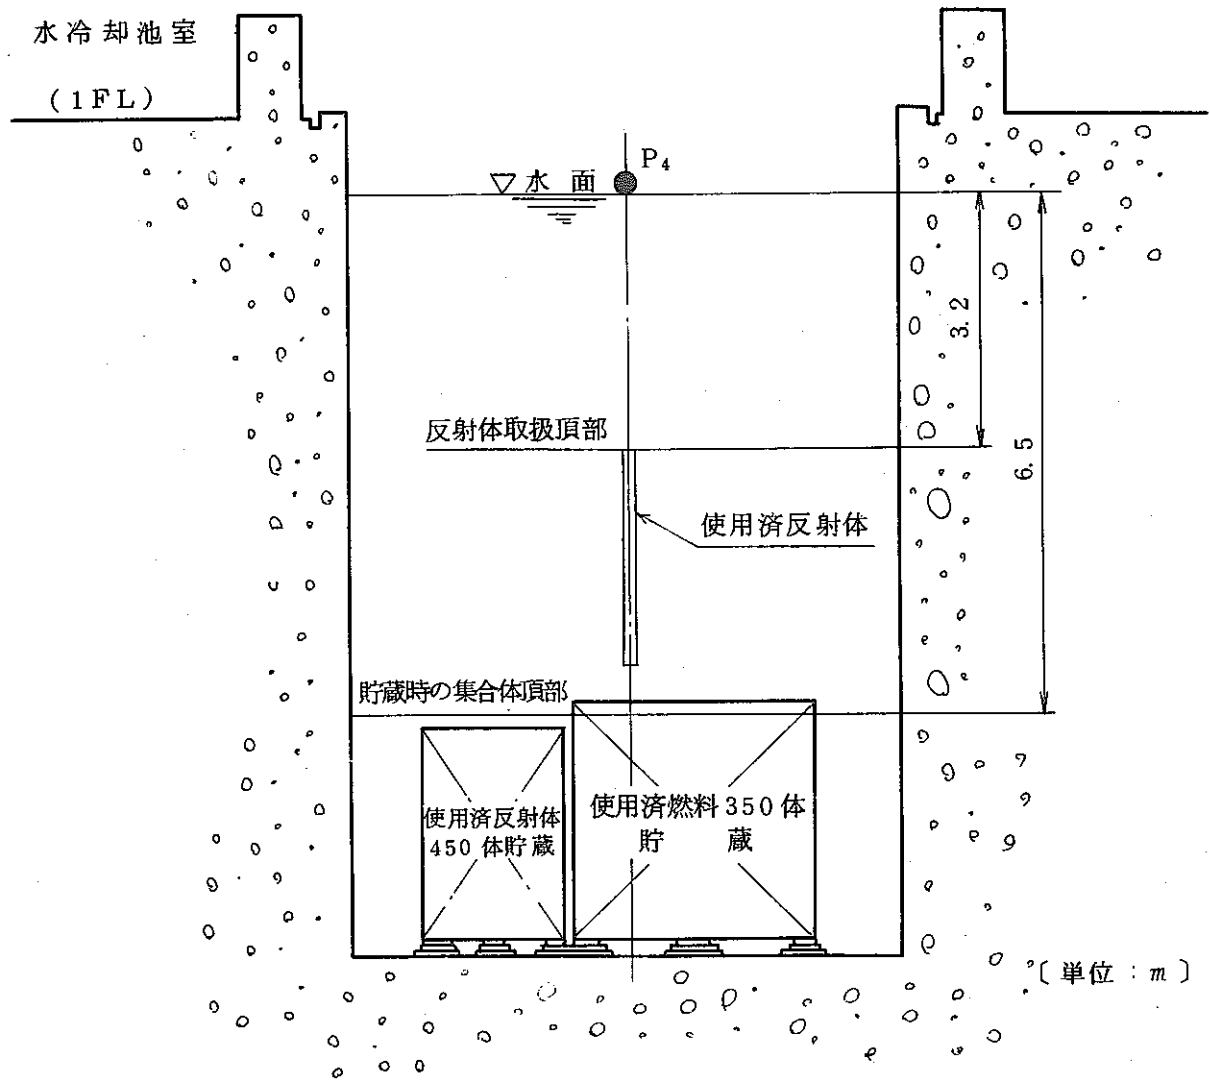 水冷却池室
(1FL)
P₄
▽水面
3.2
反射体取扱頂部
6.5
使用済反射体
貯蔵時の集合体頂部
使用済反射体
450体貯蔵
使用済燃料350体
貯蔵
〔単位:m〕